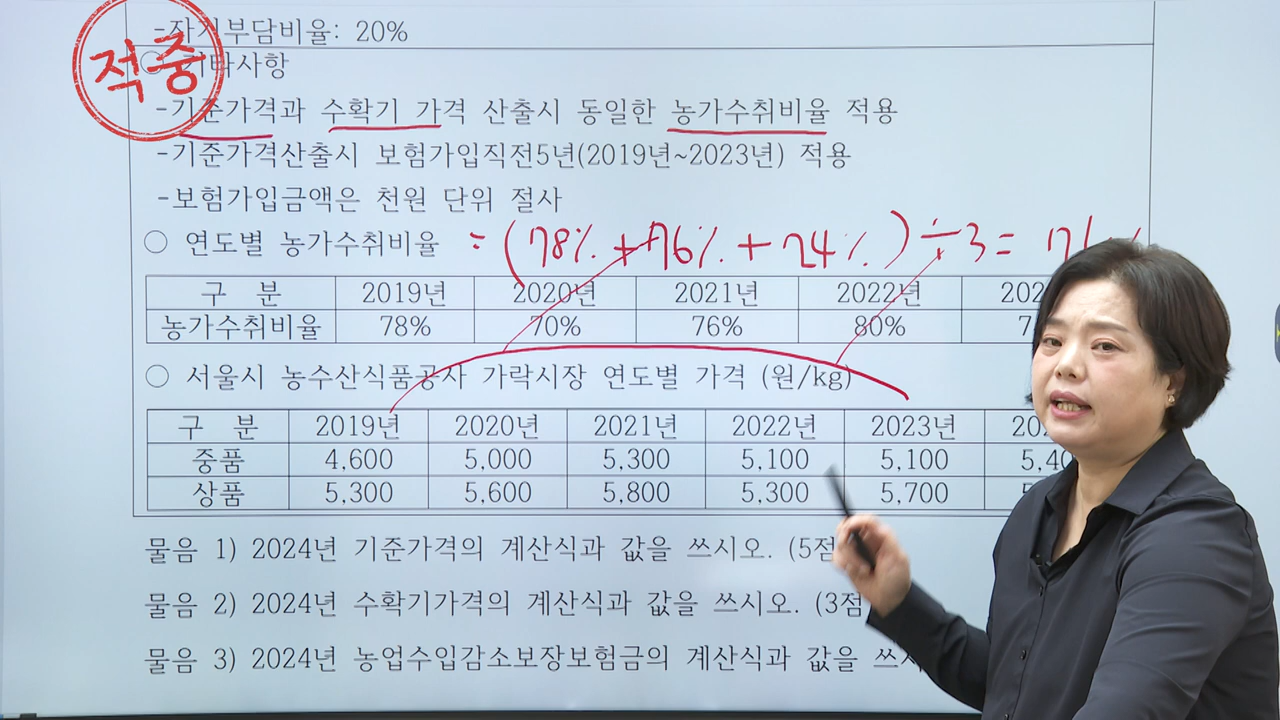 -자기부담비율: 20%
적중
○ 기타사항
-기준가격과 수확기 가격 산출시 동일한 농가수취비율 적용
-기준가격산출시 보험가입직전5년(2019년~2023년) 적용
-보험가입금액은 천원 단위 절사
○ 연도별 농가수취비율 = (78% + 76% + 74%) ÷ 3 =
구 분 2019년 2020년 2021년 2022년 202
농가수취비율 78% 70% 76% 80% 7
○ 서울시 농수산식품공사 가락시장 연도별 가격 (원/kg)
구 분 2019년 2020년 2021년 2022년 2023년 20
중품 4,600 5,000 5,300 5,100 5,100 5,40
상품 5,300 5,600 5,800 5,300 5,700 5
물음 1) 2024년 기준가격의 계산식과 값을 쓰시오. (5점
물음 2) 2024년 수확기가격의 계산식과 값을 쓰시오. (3점
물음 3) 2024년 농업수입감소보장보험금의 계산식과 값을 쓰시